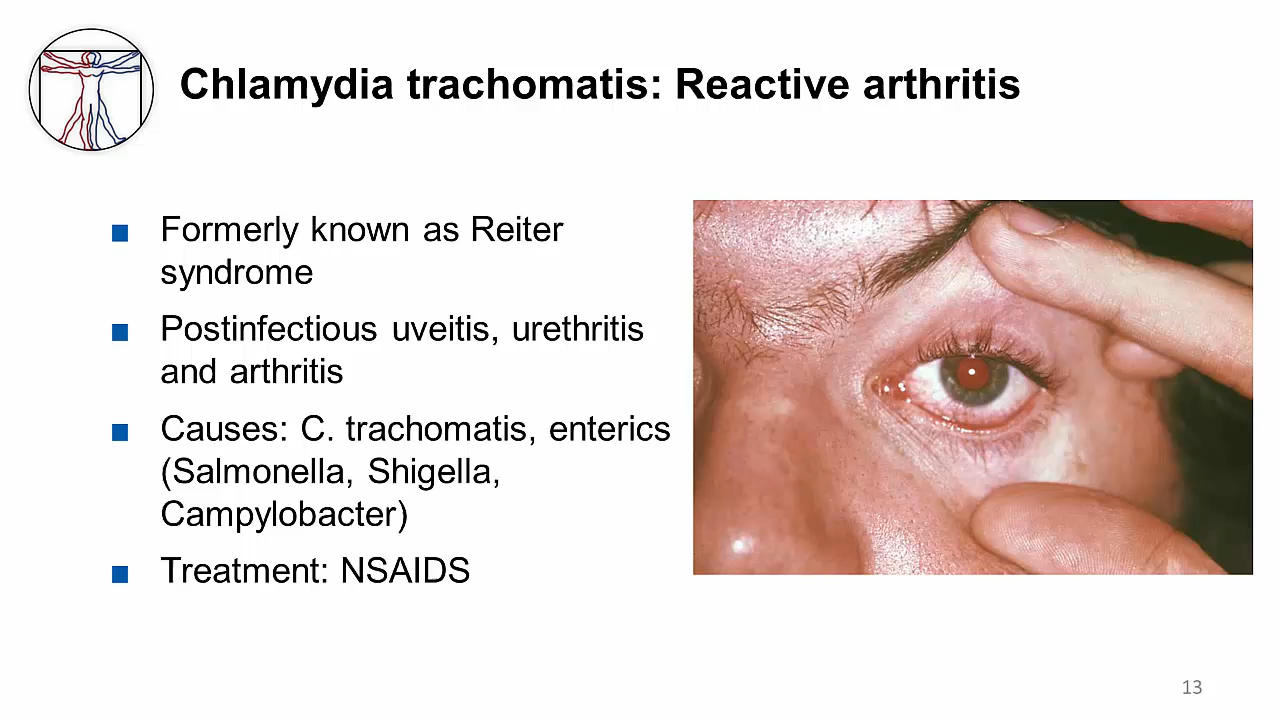 Chlamydia trachomatis: Reactive arthritis
■ Formerly known as Reiter
syndrome
■ Postinfectious uveitis, urethritis
and arthritis
■ Causes: C. trachomatis, enterics
(Salmonella, Shigella,
Campylobacter)
■ Treatment: NSAIDS
13